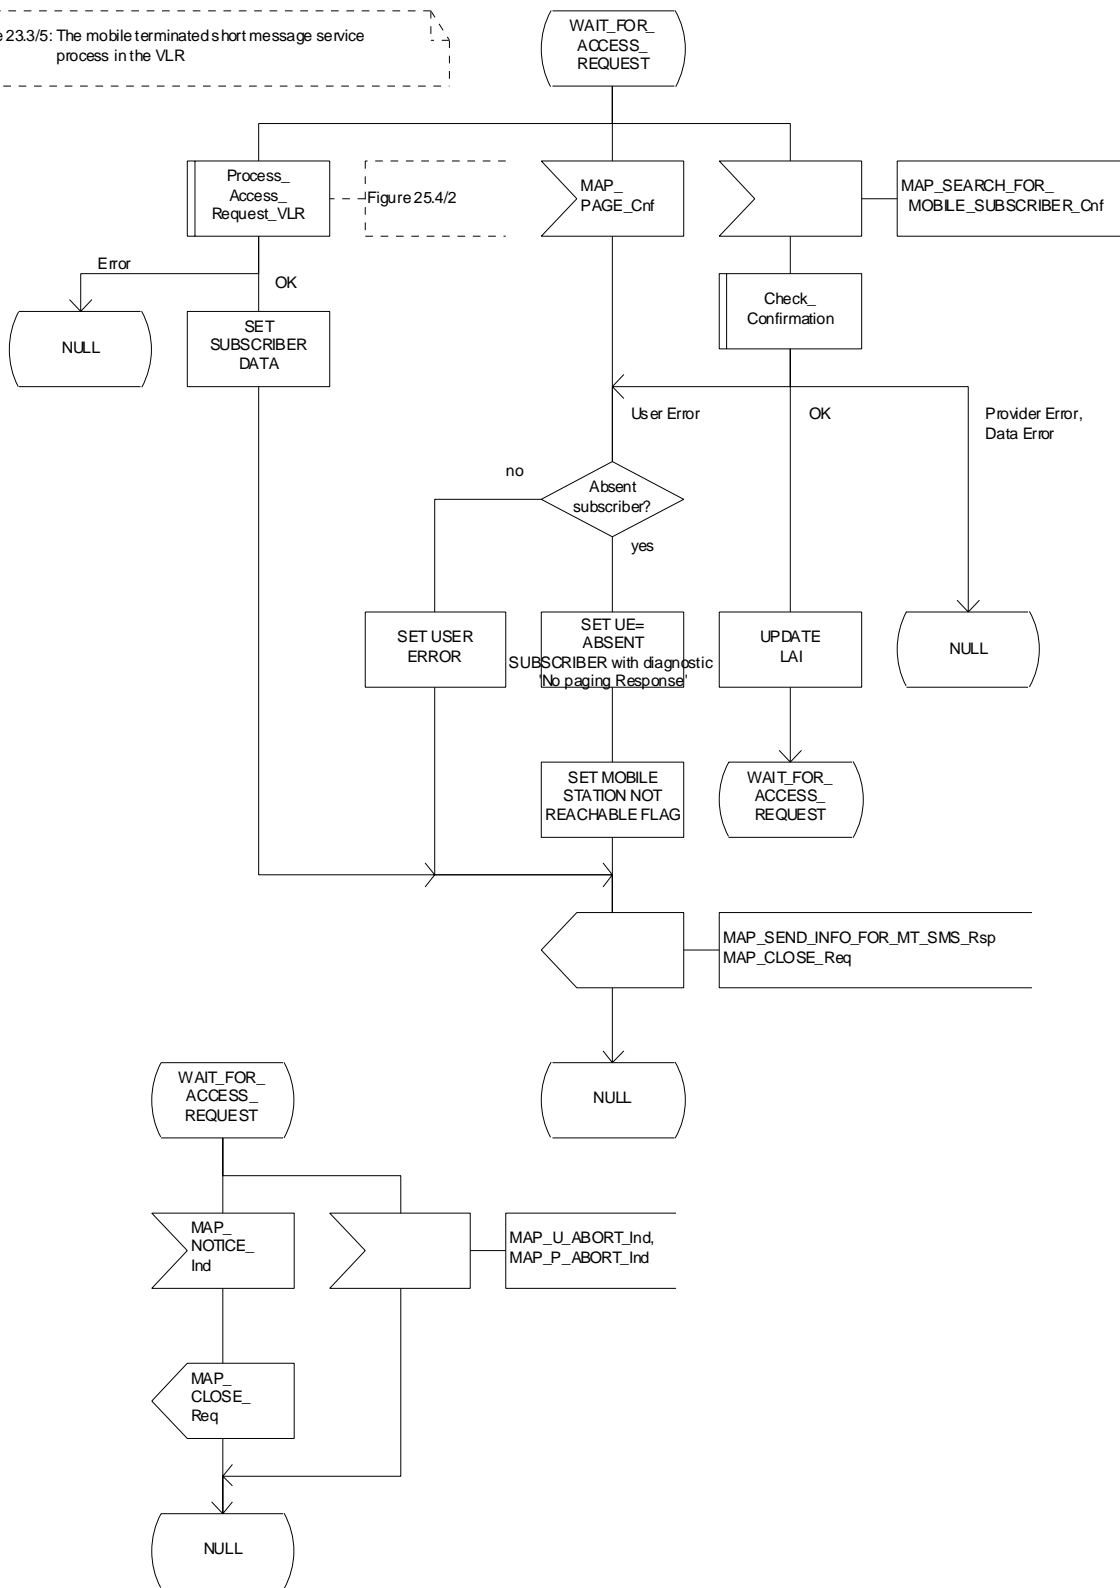 e 23.3/5: The mobile terminated short message service
process in the VLR
WAIT_FOR_
ACCESS_
REQUEST
Process_
Access_
Request_VLR
Figure 25.4/2
MAP_
PAGE_Cnf
MAP_SEARCH_FOR_
MOBILE_SUBSCRIBER_Cnf
Error
OK
Check_
Confirmation
NULL
SET
SUBSCRIBER
DATA
User Error
OK
Provider Error,
Data Error
no
Absent
subscriber?
yes
SET USER
ERROR
SET UE=
ABSENT
SUBSCRIBER with diagnostic
'No paging Response'
UPDATE
LAI
NULL
SET MOBILE
STATION NOT
REACHABLE FLAG
WAIT_FOR_
ACCESS_
REQUEST
MAP_SEND_INFO_FOR_MT_SMS_Rsp
MAP_CLOSE_Req
NULL
WAIT_FOR_
ACCESS_
REQUEST
MAP_
NOTICE_
Ind
MAP_U_ABORT_Ind,
MAP_P_ABORT_Ind
MAP_
CLOSE_
Req
NULL